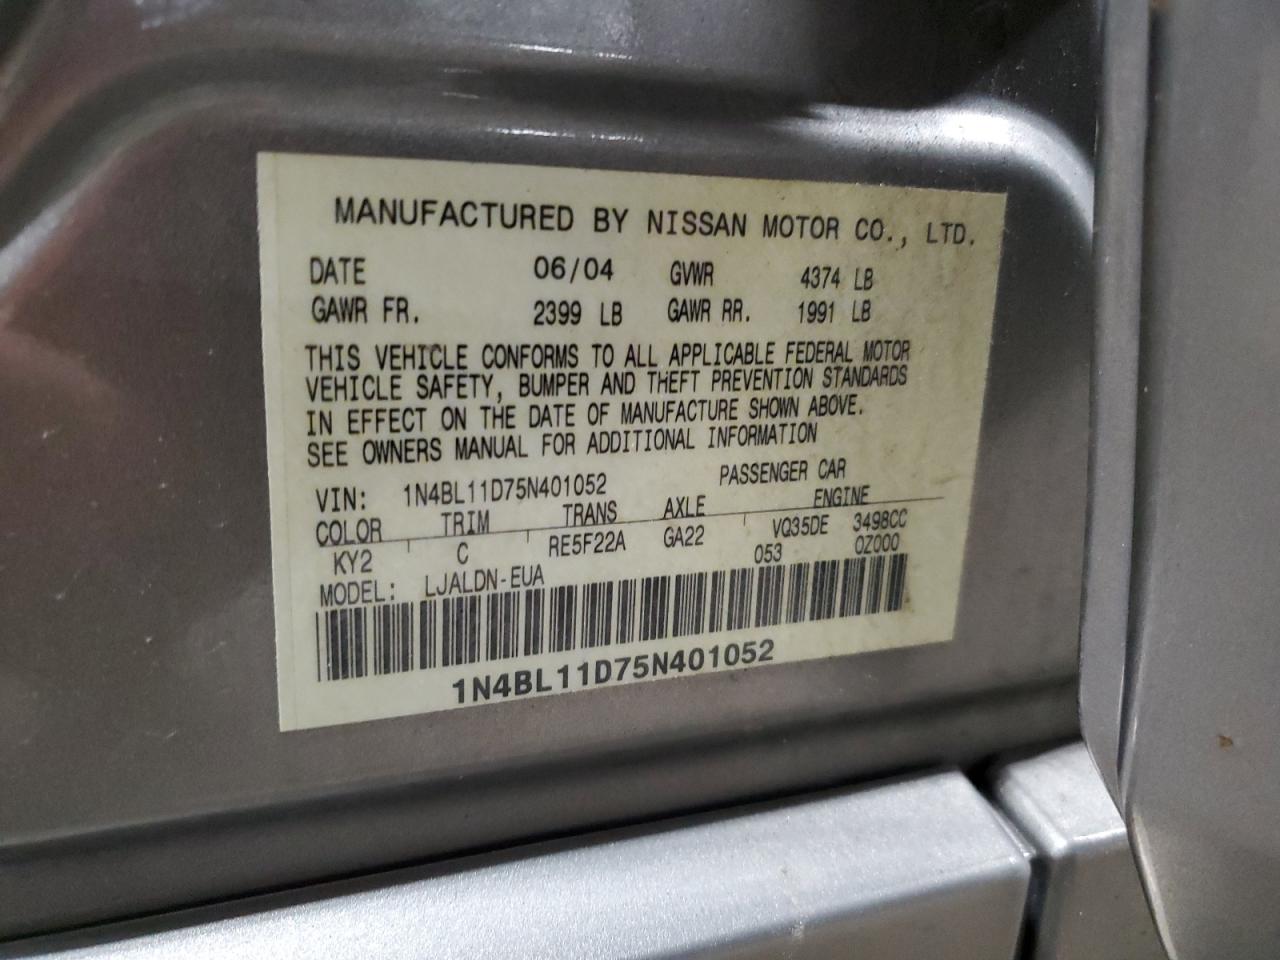 MANUFACTURED BY NISSAN MOTOR CO., LTD.
DATE 06/04 GVWR 4374 LB
GAWR FR. 2399 LB GAWR RR. 1991 LB
THIS VEHICLE CONFORMS TO ALL APPLICABLE FEDERAL MOTOR
VEHICLE SAFETY, BUMPER AND THEFT PREVENTION STANDARDS
IN EFFECT ON THE DATE OF MANUFACTURE SHOWN ABOVE.
SEE OWNERS MANUAL FOR ADDITIONAL INFORMATION
VIN: 1N4BL11D75N401052 PASSENGER CAR
COLOR TRIM TRANS AXLE ENGINE
KY2 C RE5F22A GA22 VQ35DE 3498CC
MODEL: LJALDN-EUA 053 0Z000
1N4BL11D75N401052